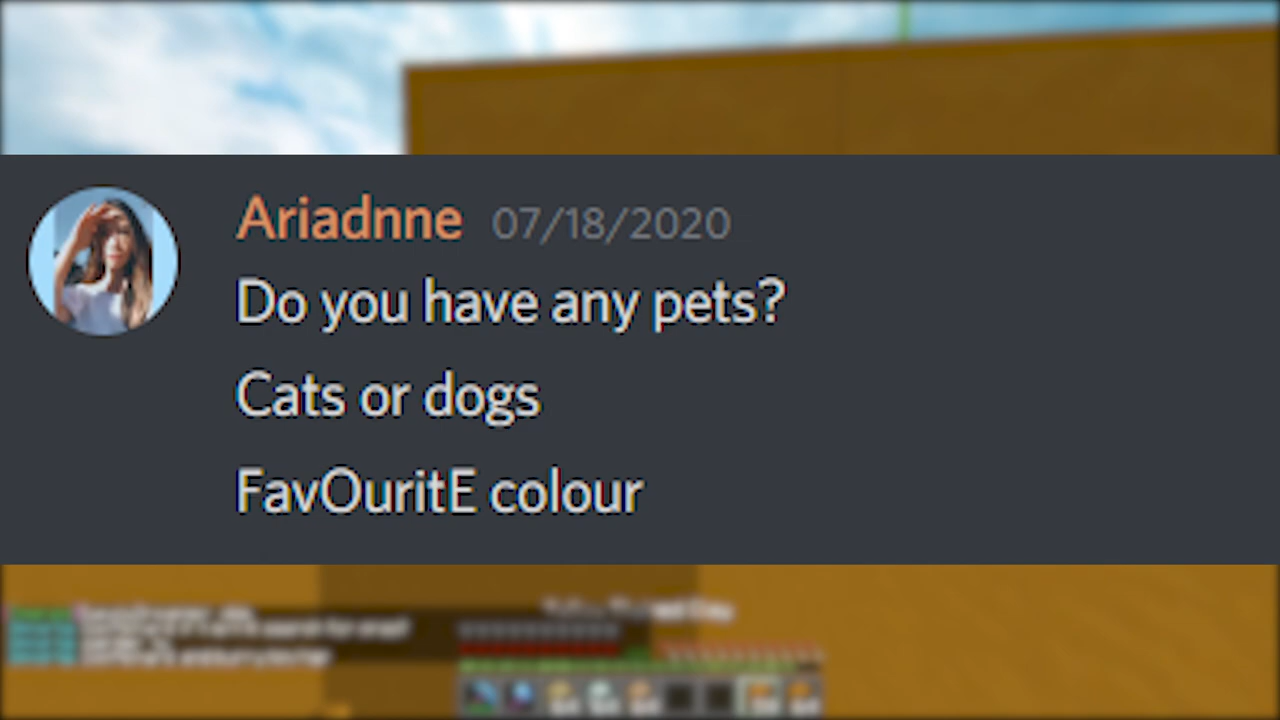 Ariadnne 07/18/2020
Do you have any pets?
Cats or dogs
FavOuritE colour